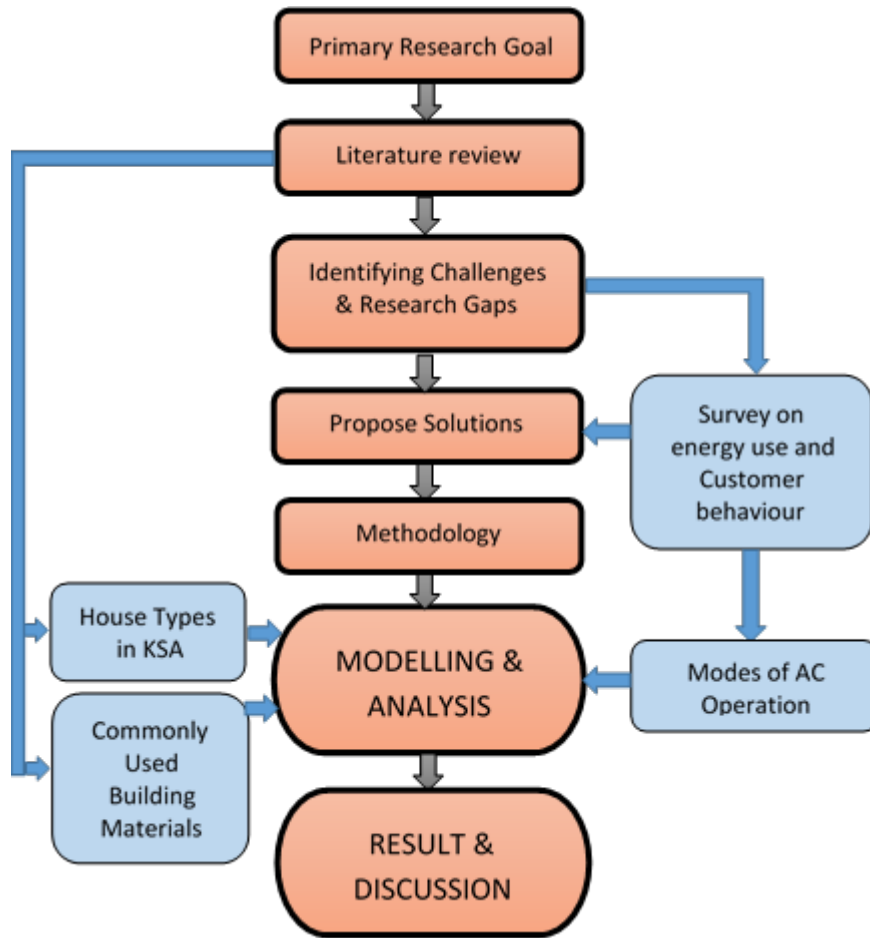 Primary Research Goal
Literature review
Identifying Challenges
& Research Gaps
Propose Solutions
Survey on
energy use and
Customer
behaviour
Methodology
House Types
in KSA
MODELLING &
ANALYSIS
Modes of AC
Operation
Commonly
Used
Building
Materials
RESULT &
DISCUSSION